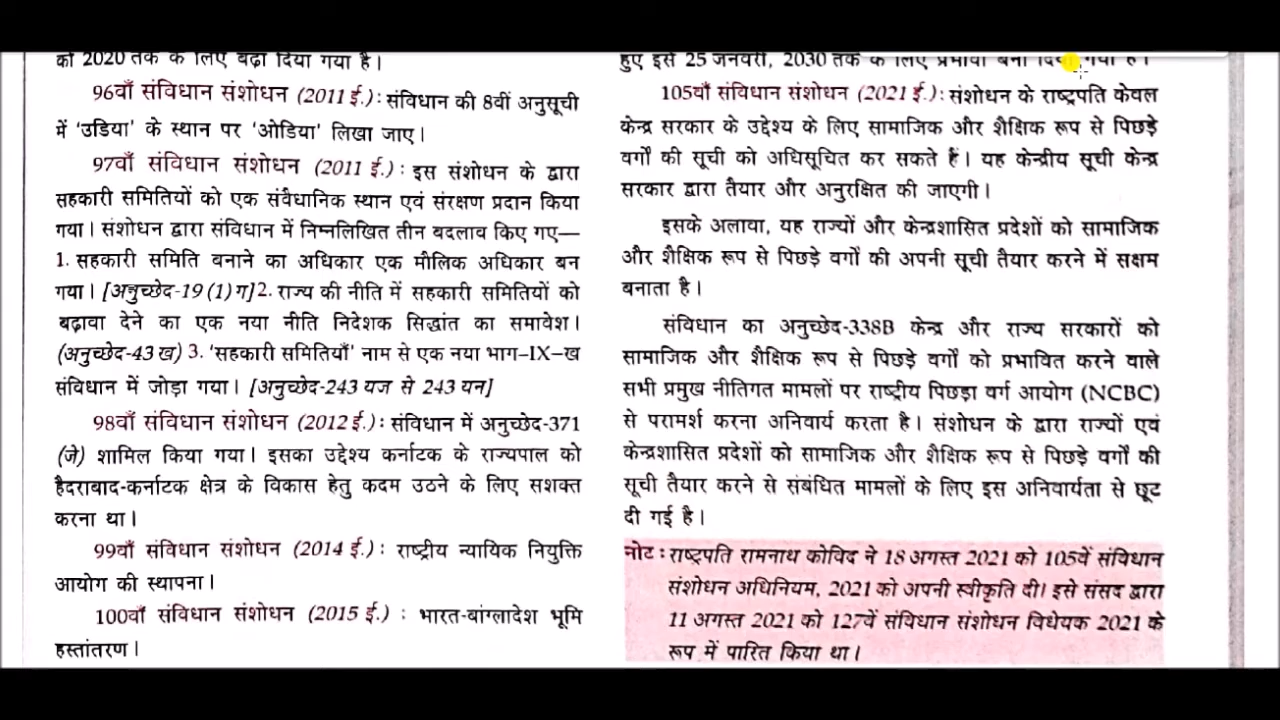 को 2020 तक के लिए बढ़ा दिया गया है।
96वाँ संविधान संशोधन (2011 ई.) : संविधान की 8वीं अनुसूची
में ‘उडिया’ के स्थान पर ‘ओडिया’ लिखा जाए।
97वाँ संविधान संशोधन (2011 ई.) : इस संशोधन के द्वारा
सहकारी समितियों को एक संवैधानिक स्थान एवं संरक्षण प्रदान किया
गया। संशोधन द्वारा संविधान में निम्नलिखित तीन बदलाव किए गए—
1. सहकारी समिति बनाने का अधिकार एक मौलिक अधिकार बन
गया। [अनुच्छेद-19 (1) ग] 2. राज्य की नीति में सहकारी समितियों को
बढ़ावा देने का एक नया नीति निदेशक सिद्धांत का समावेश।
(अनुच्छेद-43 ख) 3. ‘सहकारी समितियाँ’ नाम से एक नया भाग-IX-ख
संविधान में जोड़ा गया। [अनुच्छेद-243 यज से 243 यन]
98वाँ संविधान संशोधन (2012 ई.) : संविधान में अनुच्छेद-371
(जे) शामिल किया गया। इसका उद्देश्य कर्नाटक के राज्यपाल को
हैदराबाद-कर्नाटक क्षेत्र के विकास हेतु कदम उठने के लिए सशक्त
करना था।
99वाँ संविधान संशोधन (2014 ई.) : राष्ट्रीय न्यायिक नियुक्ति
आयोग की स्थापना।
100वाँ संविधान संशोधन (2015 ई.) : भारत-बांग्लादेश भूमि
हस्तांतरण।
हुए इसे 25 जनवरी, 2030 तक के लिए प्रभावी बना दिया गया है।
105वाँ संविधान संशोधन (2021 ई.) : संशोधन के राष्ट्रपति केवल
केन्द्र सरकार के उद्देश्य के लिए सामाजिक और शैक्षिक रूप से पिछड़े
वर्गों की सूची को अधिसूचित कर सकते हैं। यह केन्द्रीय सूची केन्द्र
सरकार द्वारा तैयार और अनुरक्षित की जाएगी।
इसके अलावा, यह राज्यों और केन्द्रशासित प्रदेशों को सामाजिक
और शैक्षिक रूप से पिछड़े वर्गों की अपनी सूची तैयार करने में सक्षम
बनाता है।
संविधान का अनुच्छेद-338B केन्द्र और राज्य सरकारों को
सामाजिक और शैक्षिक रूप से पिछड़े वर्गों को प्रभावित करने वाले
सभी प्रमुख नीतिगत मामलों पर राष्ट्रीय पिछड़ा वर्ग आयोग (NCBC)
से परामर्श करना अनिवार्य करता है। संशोधन के द्वारा राज्यों एवं
केन्द्रशासित प्रदेशों को सामाजिक और शैक्षिक रूप से पिछड़े वर्गों की
सूची तैयार करने से संबंधित मामलों के लिए इस अनिवार्यता से छूट
दी गई है।
नोट : राष्ट्रपति रामनाथ कोविंद ने 18 अगस्त 2021 को 105वें संविधान
संशोधन अधिनियम, 2021 को अपनी स्वीकृति दी। इसे संसद द्वारा
11 अगस्त 2021 को 127वें संविधान संशोधन विधेयक 2021 के
रूप में पारित किया था।